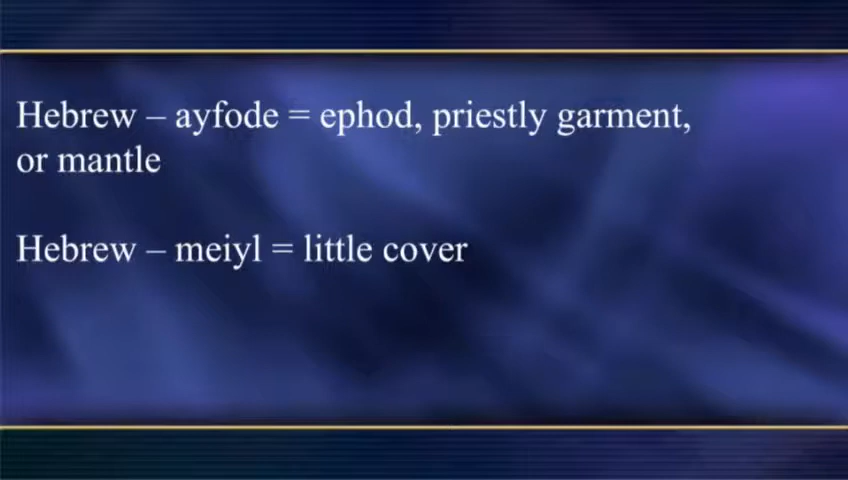 Hebrew – ayfode = ephod, priestly garment,
or mantle
Hebrew – meiyl = little cover